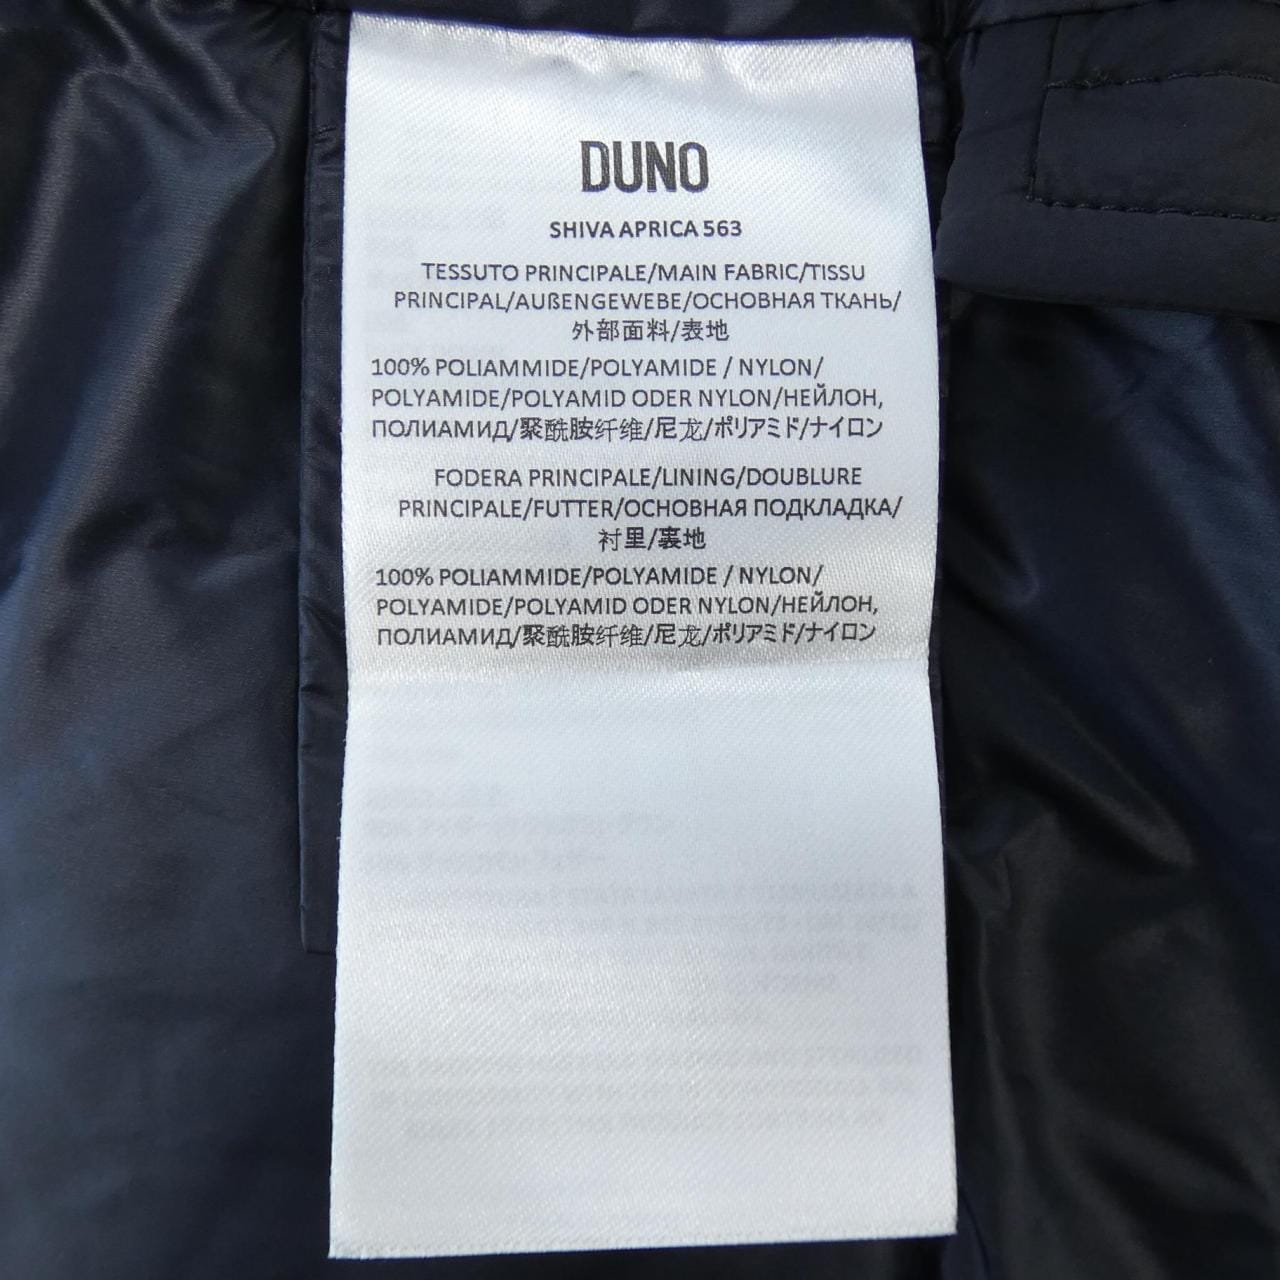 DUNO
SHIVA APRICA 563
TESSUTO PRINCIPALE/MAIN FABRIC/TISSU
PRINCIPAL/AUßENGEWEBE/ОСНОВНАЯ ТКАНЬ/
外部面料/表地
100% POLIAMMIDE/POLYAMIDE / NYLON/
POLYAMIDE/POLYAMID ODER NYLON/НЕЙЛОН,
ПОЛИАМИД/聚酰胺纤维/尼龙/ポリアミド/ナイロン
FODERA PRINCIPALE/LINING/DOUBLURE
PRINCIPALE/FUTTER/ОСНОВНАЯ ПОДКЛАДКА/
衬里/裏地
100% POLIAMMIDE/POLYAMIDE / NYLON/
POLYAMIDE/POLYAMID ODER NYLON/НЕЙЛОН,
ПОЛИАМИД/聚酰胺纤维/尼龙/ポリアミド/ナイロン